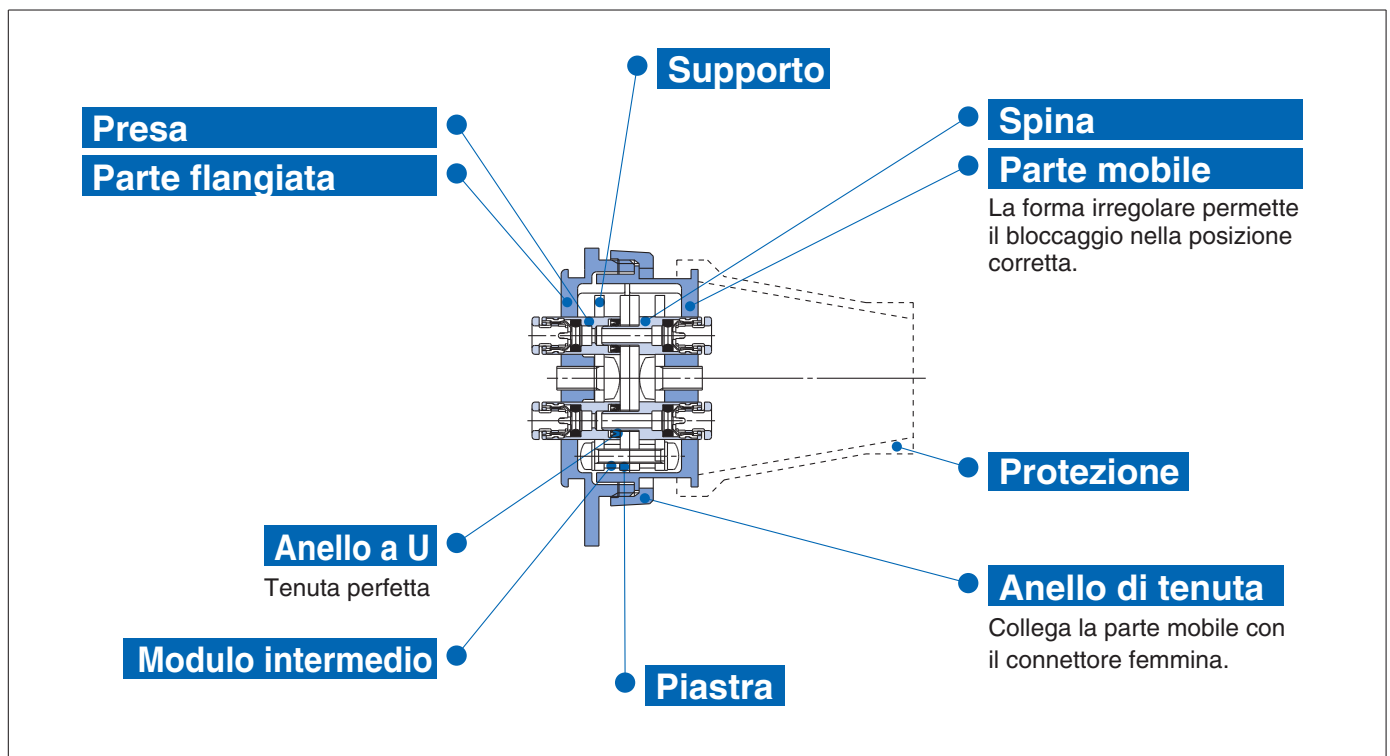 Supporto
Presa
Parte flangiata
Spina
Parte mobile
La forma irregolare permette
il bloccaggio nella posizione
corretta.
Protezione
Anello a U
Tenuta perfetta
Modulo intermedio
Piastra
Anello di tenuta
Collega la parte mobile con
il connettore femmina.